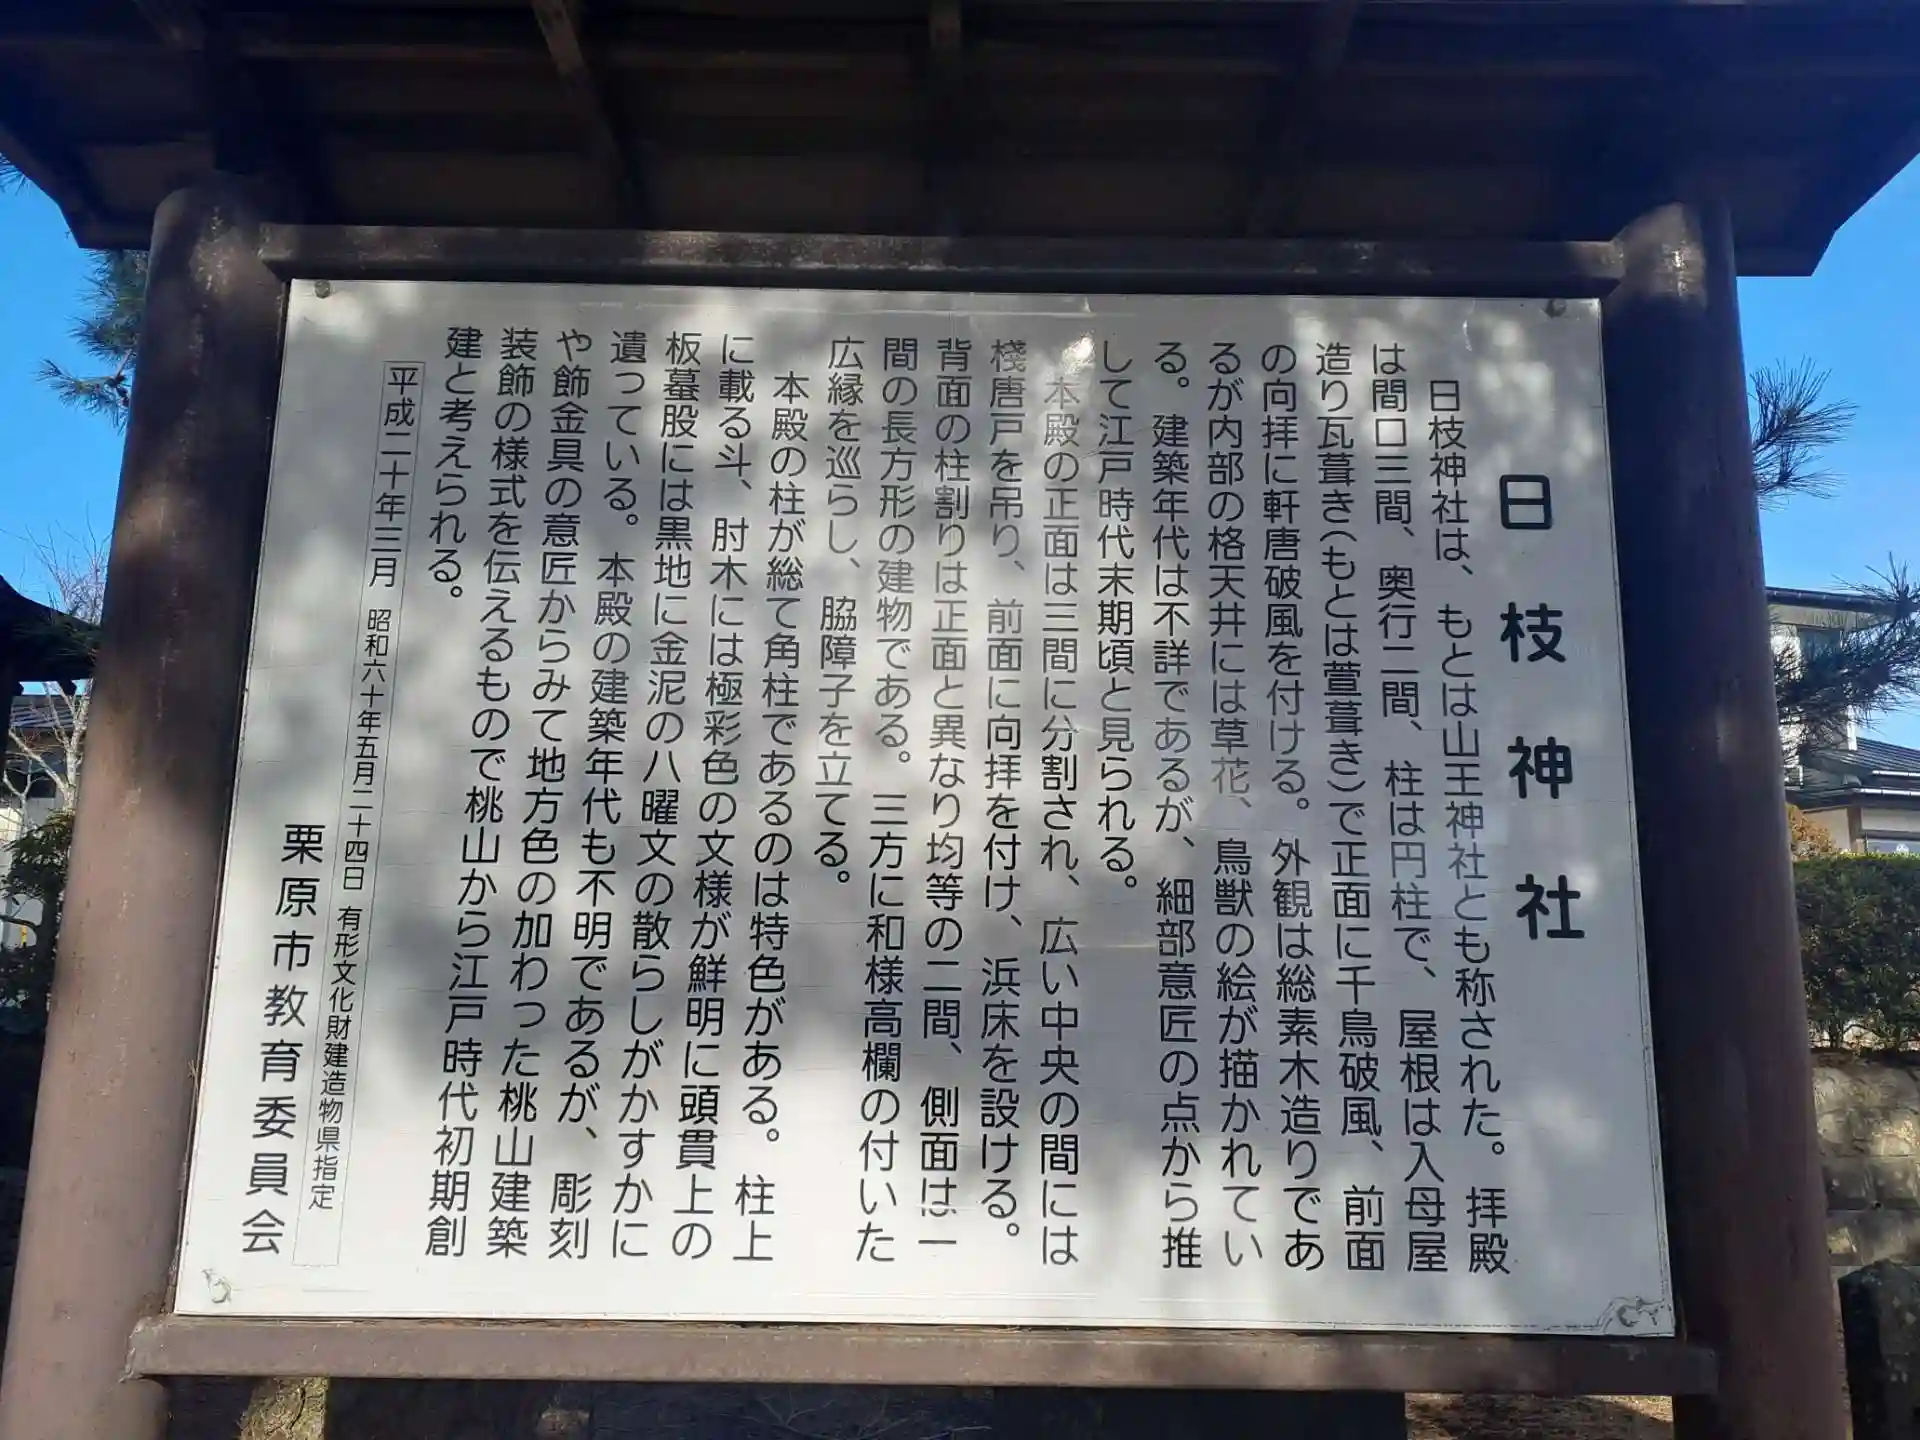 日枝神社
日枝神社は、もとは山王神社とも称された。拝殿
は間口三間、奥行二間、柱は円柱で、屋根は入母屋
造り瓦葺き(もとは萱葺き)で正面に千鳥破風、前面
の向拝に軒唐破風を付ける。外観は総素木造りであ
るが内部の格天井には草花、鳥獣の絵が描かれてい
る。建築年代は不詳であるが、細部意匠の点から推
して江戸時代末期頃と見られる。
本殿の正面は三間に分割され、広い中央の間には
棧唐戸を吊り、前面に向拝を付け、浜床を設ける。
背面の柱割りは正面と異なり均等の二間、側面は一
間の長方形の建物である。三方に和様高欄の付いた
広縁を巡らし、脇障子を立てる。
本殿の柱が総て角柱であるのは特色がある。柱上
に載る斗、肘木には極彩色の文様が鮮明に頭貫上の
板蟇股には黒地に金泥の八曜文の散らしがかすかに
遺っている。本殿の建築年代も不明であるが、彫刻
や飾金具の意匠からみて地方色の加わった桃山建築
装飾の様式を伝えるもので桃山から江戸時代初期創
建と考えられる。
平成二十年三月 昭和六十年五月二十四日 有形文化財建造物県指定
栗原市教育委員会